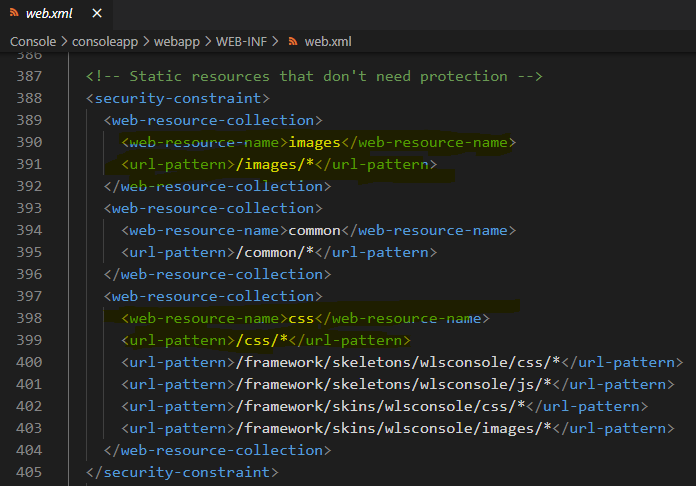 web.xml
Console > consoleapp > webapp > WEB-INF > web.xml
386
387 <!-- Static resources that don't need protection -->
388 <security-constraint>
389 <web-resource-collection>
390 <web-resource-name>images</web-resource-name>
391 <url-pattern>/images/*</url-pattern>
392 </web-resource-collection>
393 <web-resource-collection>
394 <web-resource-name>common</web-resource-name>
395 <url-pattern>/common/*</url-pattern>
396 </web-resource-collection>
397 <web-resource-collection>
398 <web-resource-name>css</web-resource-name>
399 <url-pattern>/css/*</url-pattern>
400 <url-pattern>/framework/skeletons/wlsconsole/css/*</url-pattern>
401 <url-pattern>/framework/skeletons/wlsconsole/js/*</url-pattern>
402 <url-pattern>/framework/skins/wlsconsole/css/*</url-pattern>
403 <url-pattern>/framework/skins/wlsconsole/images/*</url-pattern>
404 </web-resource-collection>
405 </security-constraint>